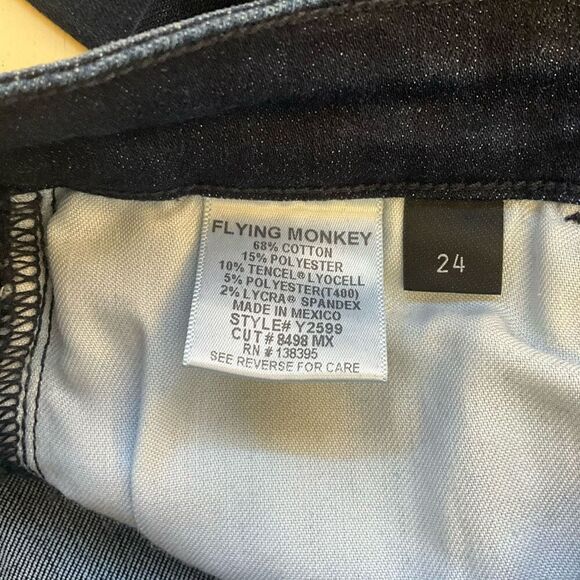 FLYING MONKEY
68% COTTON
15% POLYESTER
10% TENCEL® LYOCELL
5% POLYESTER(T400)
2% LYCRA® SPANDEX
MADE IN MEXICO
STYLE# Y2599
CUT # 8498 MX
RN # 138395
SEE REVERSE FOR CARE
24